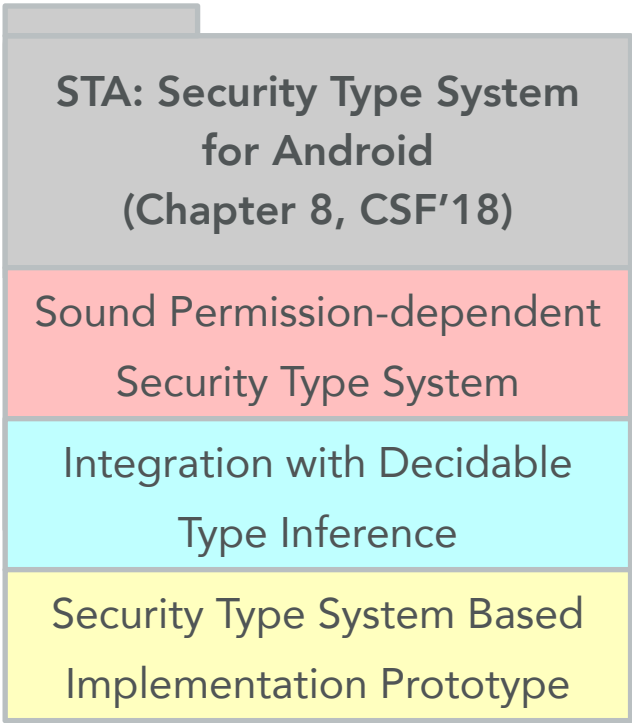 STA: Security Type System
for Android
(Chapter 8, CSF’18)
Sound Permission-dependent
Security Type System
Integration with Decidable
Type Inference
Security Type System Based
Implementation Prototype